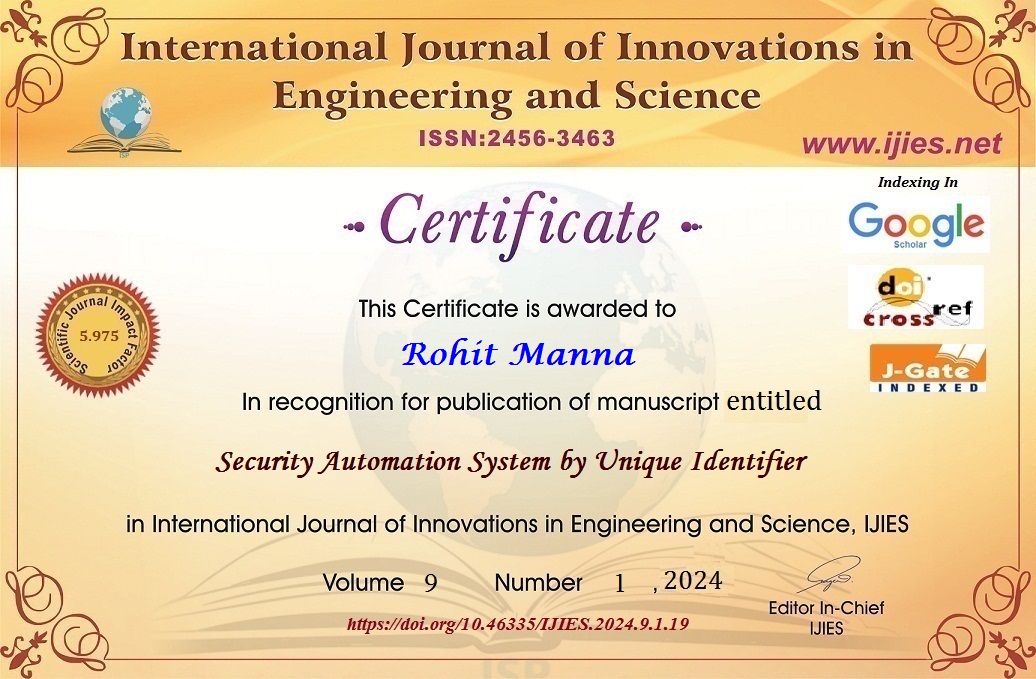 International Journal of Innovations in
Engineering and Science
ISSN:2456-3463
www.ijies.net
ISP
Indexing In
Google
Scholar
doi
cross ref
J-Gate
INDEXED
Certificate
Scientific Journal Impact Factor
5.975
This Certificate is awarded to
Rohit Manna
In recognition for publication of manuscript entitled
Security Automation System by Unique Identifier
in International Journal of Innovations in Engineering and Science, IJIES
Volume 9 Number 1 , 2024
https://doi.org/10.46335/IJIES.2024.9.1.19
Editor In-Chief
IJIES
ISP